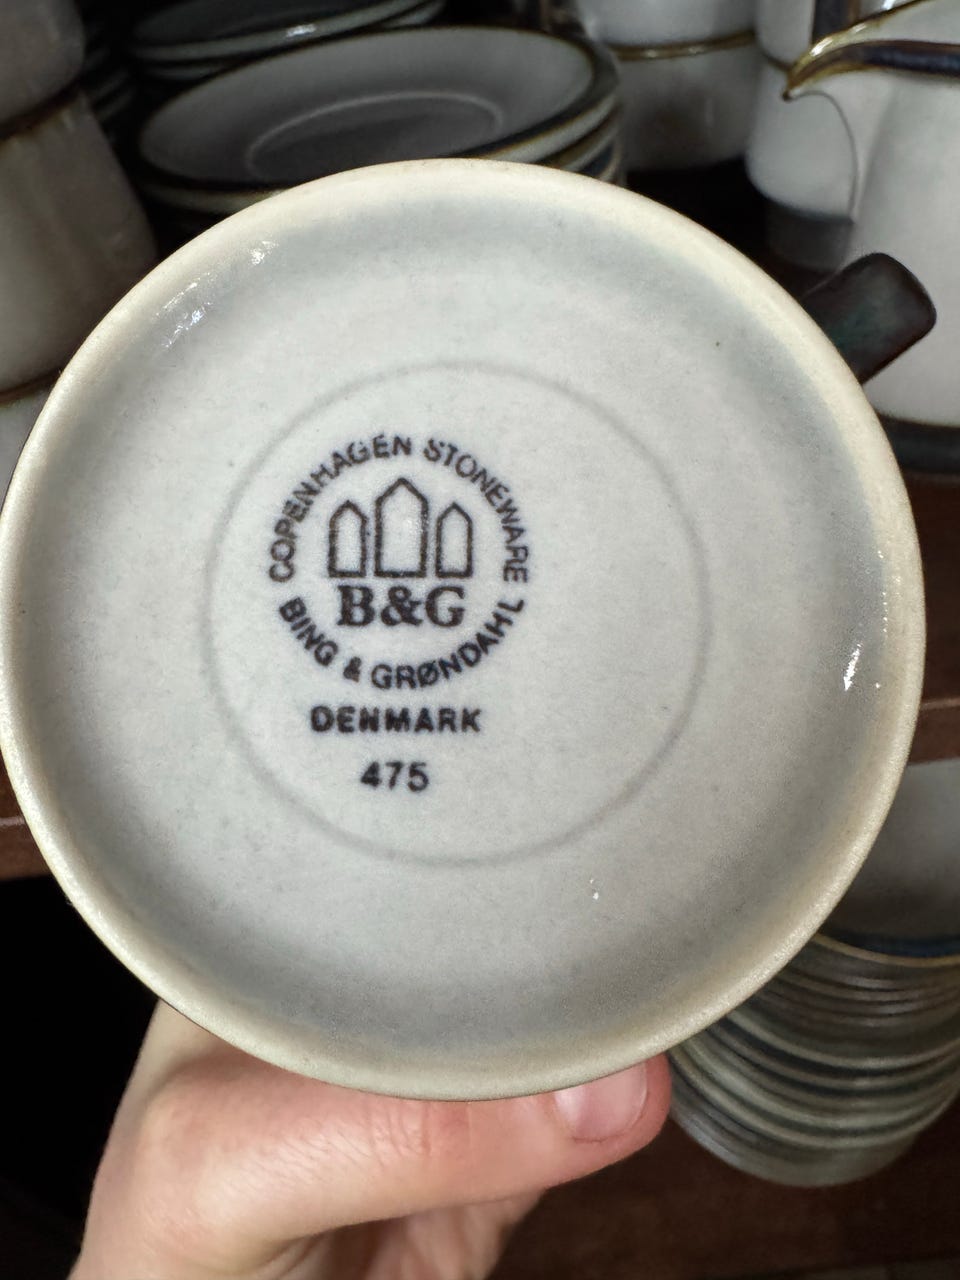 COPENHAGEN STONEWARE
B&G
BING & GRØNDAHL
DENMARK
475